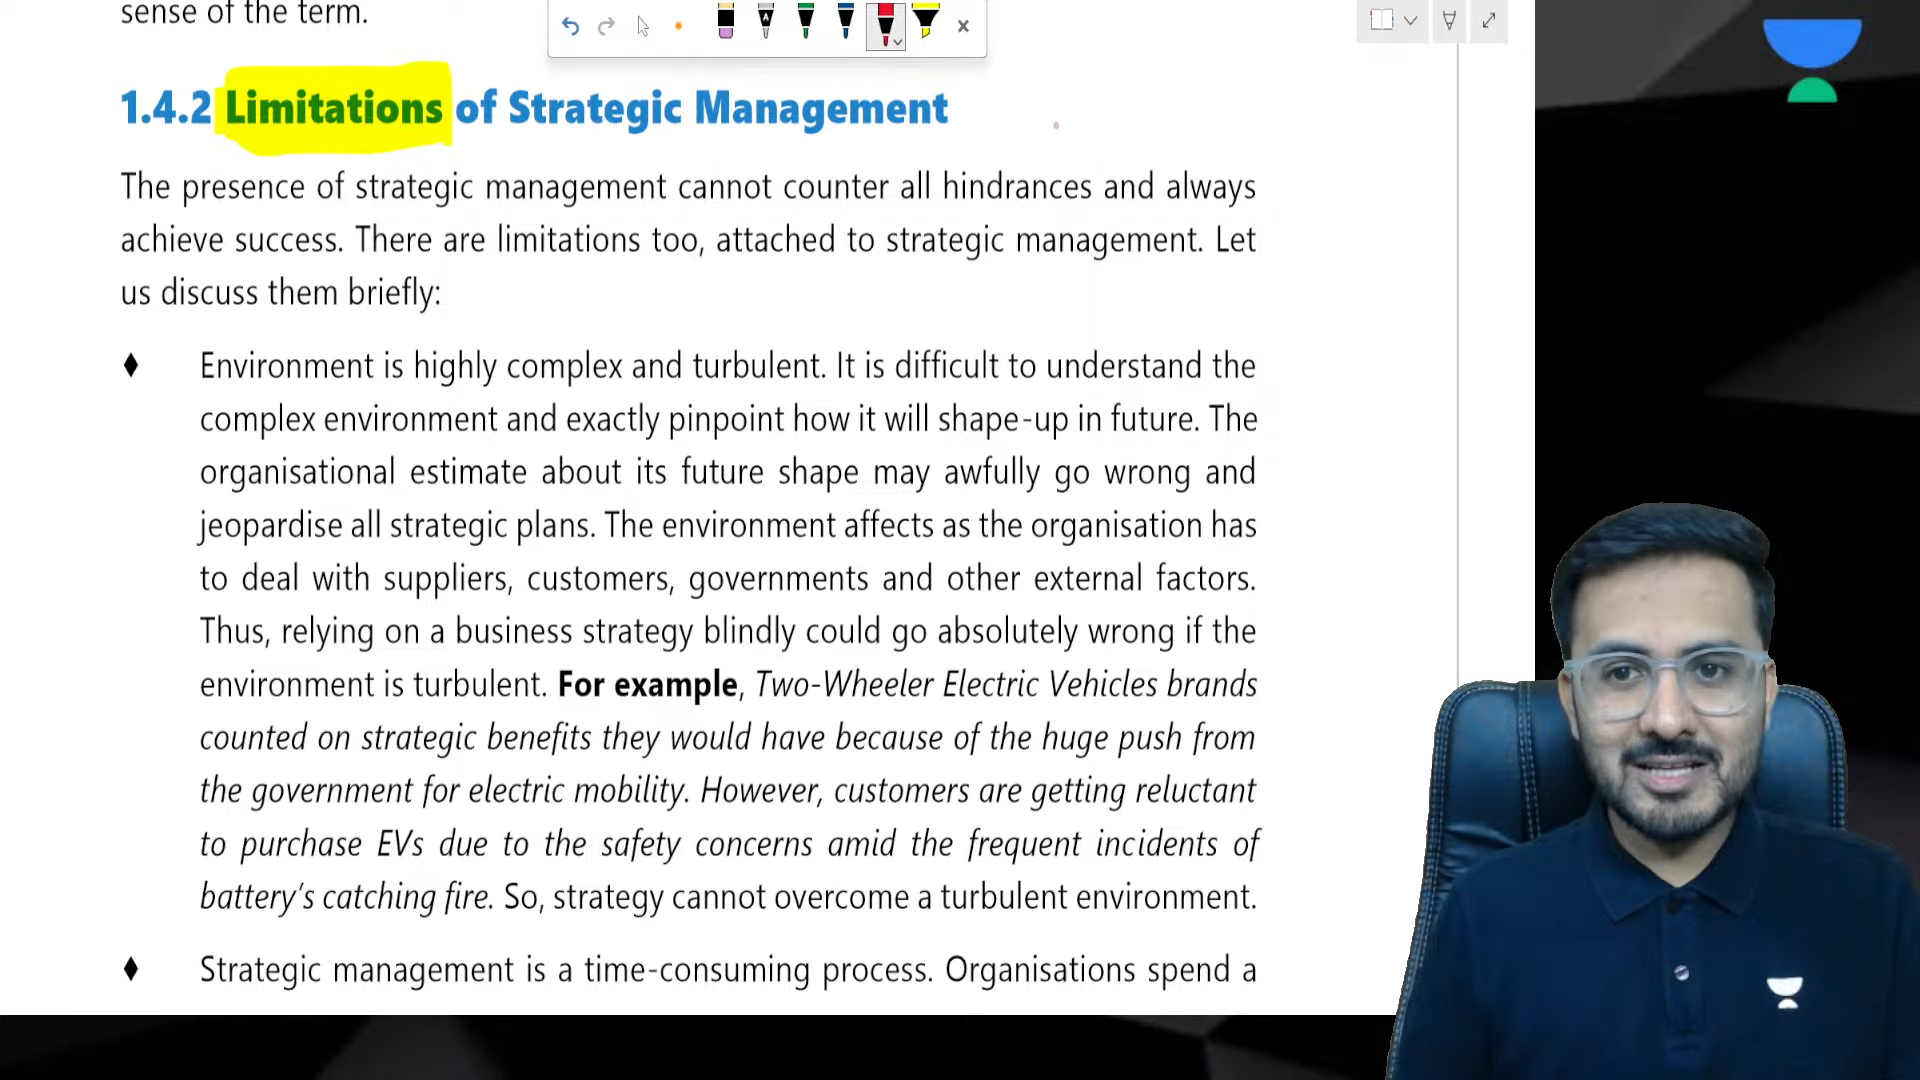 sense of the term.
1.4.2 Limitations of Strategic Management
The presence of strategic management cannot counter all hindrances and always
achieve success. There are limitations too, attached to strategic management. Let
us discuss them briefly:
♦ Environment is highly complex and turbulent. It is difficult to understand the
complex environment and exactly pinpoint how it will shape-up in future. The
organisational estimate about its future shape may awfully go wrong and
jeopardise all strategic plans. The environment affects as the organisation has
to deal with suppliers, customers, governments and other external factors.
Thus, relying on a business strategy blindly could go absolutely wrong if the
environment is turbulent. For example, Two-Wheeler Electric Vehicles brands
counted on strategic benefits they would have because of the huge push from
the government for electric mobility. However, customers are getting reluctant
to purchase EVs due to the safety concerns amid the frequent incidents of
battery's catching fire. So, strategy cannot overcome a turbulent environment.
♦ Strategic management is a time-consuming process. Organisations spend a